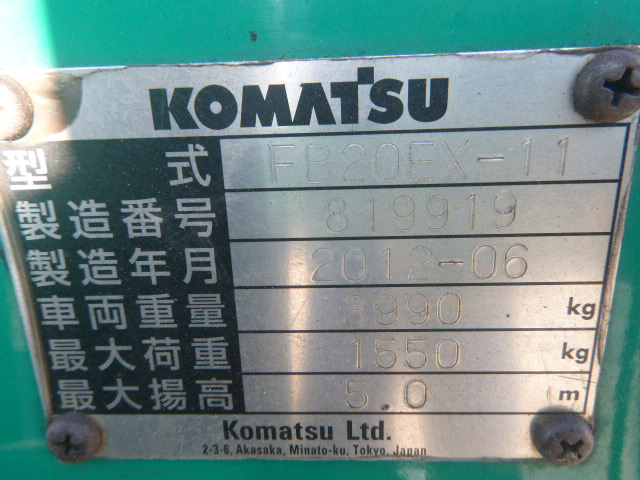 KOMATSU
型 式 FB20EX-11
製造番号 819919
製造年月 2012-06
車両重量 3990 kg
最大荷重 1550 kg
最大揚高 5.0 m
Komatsu Ltd.
2-3-6, Akasaka, Minato-ku, Tokyo, Japan